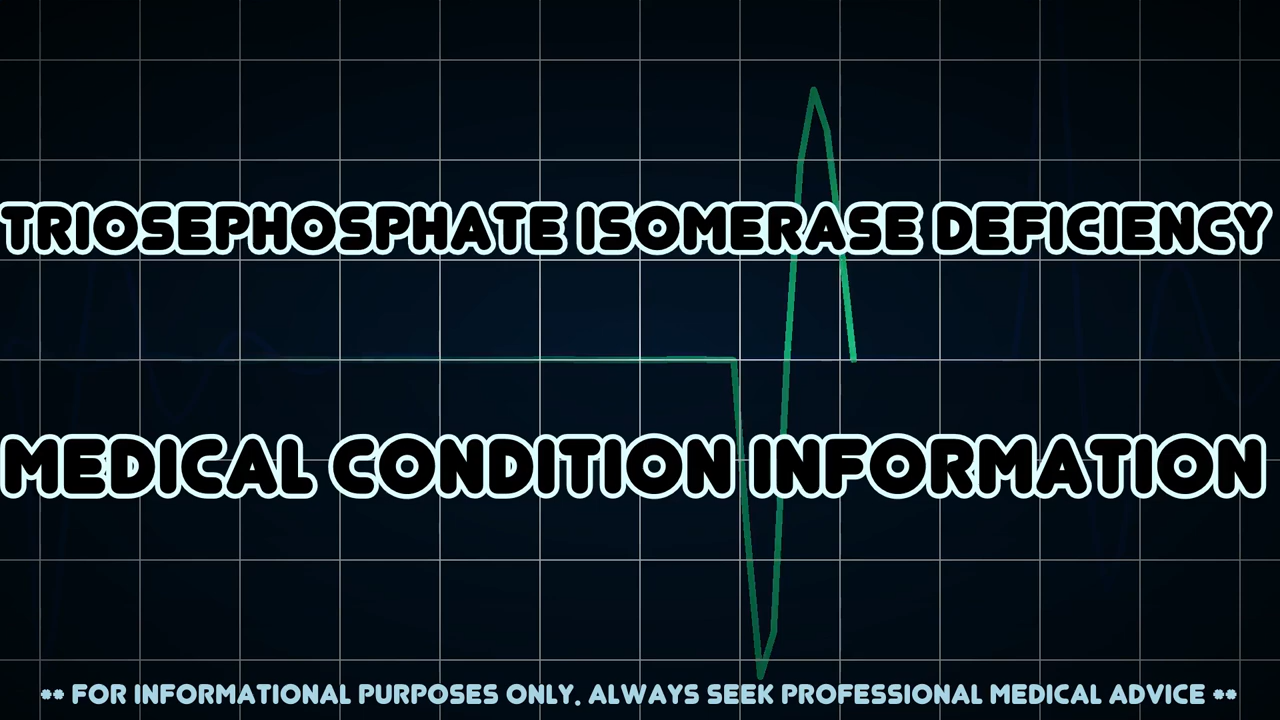 TRIOSEPHOSPHATE ISOMERASE DEFICIENCY
MEDICAL CONDITION INFORMATION
** FOR INFORMATIONAL PURPOSES ONLY. ALWAYS SEEK PROFESSIONAL MEDICAL ADVICE **